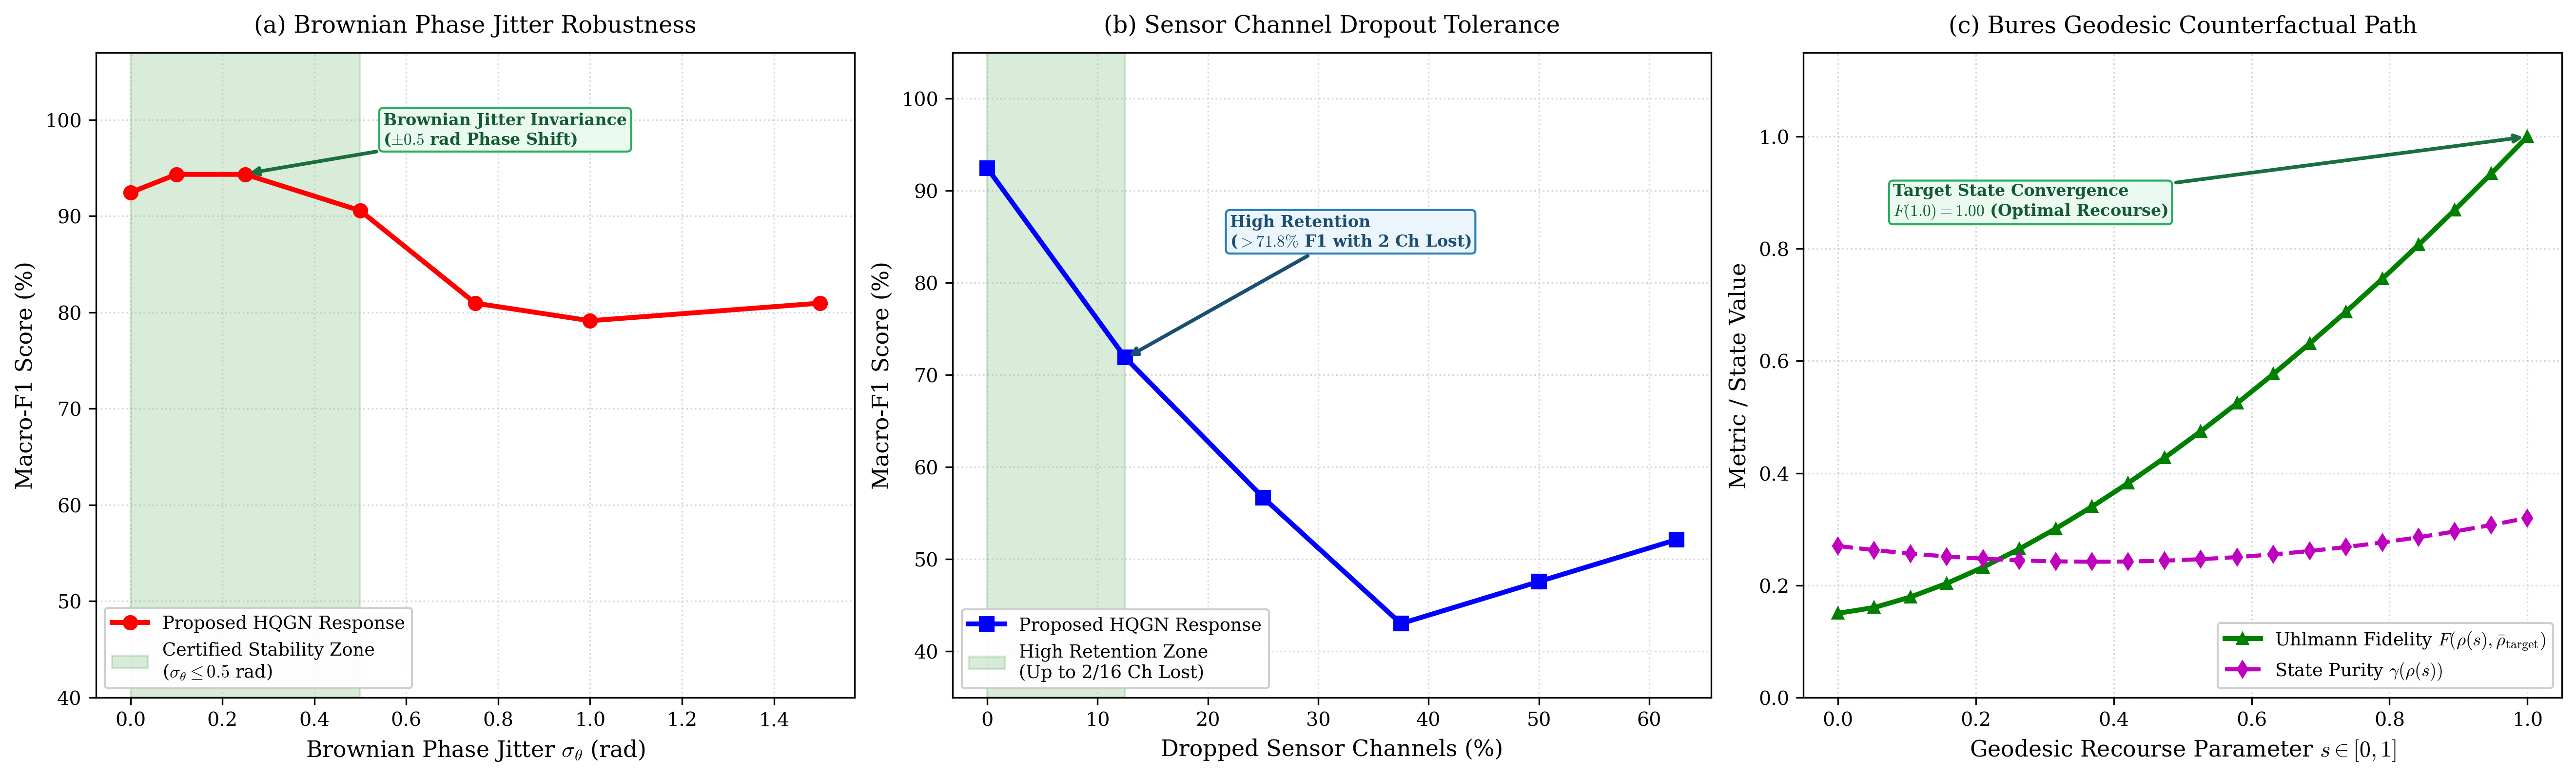 (a) Brownian Phase Jitter Robustness
Macro-F1 Score (%)
100
90
80
70
60
50
40
Brownian Jitter Invariance
(±0.5 rad Phase Shift)
Proposed HQGN Response
Certified Stability Zone
(σθ ≤ 0.5 rad)
0.0 0.2 0.4 0.6 0.8 1.0 1.2 1.4
Brownian Phase Jitter σθ (rad)
(b) Sensor Channel Dropout Tolerance
Macro-F1 Score (%)
100
90
80
70
60
50
40
High Retention
(>71.8% F1 with 2 Ch Lost)
Proposed HQGN Response
High Retention Zone
(Up to 2/16 Ch Lost)
0 10 20 30 40 50 60
Dropped Sensor Channels (%)
(c) Bures Geodesic Counterfactual Path
Metric / State Value
1.0
0.8
0.6
0.4
0.2
0.0
Target State Convergence
F(1.0) = 1.00 (Optimal Recourse)
Uhlmann Fidelity F(ρ(s), ρ̄target)
State Purity γ(ρ(s))
0.0 0.2 0.4 0.6 0.8 1.0
Geodesic Recourse Parameter s ∈ [0, 1]